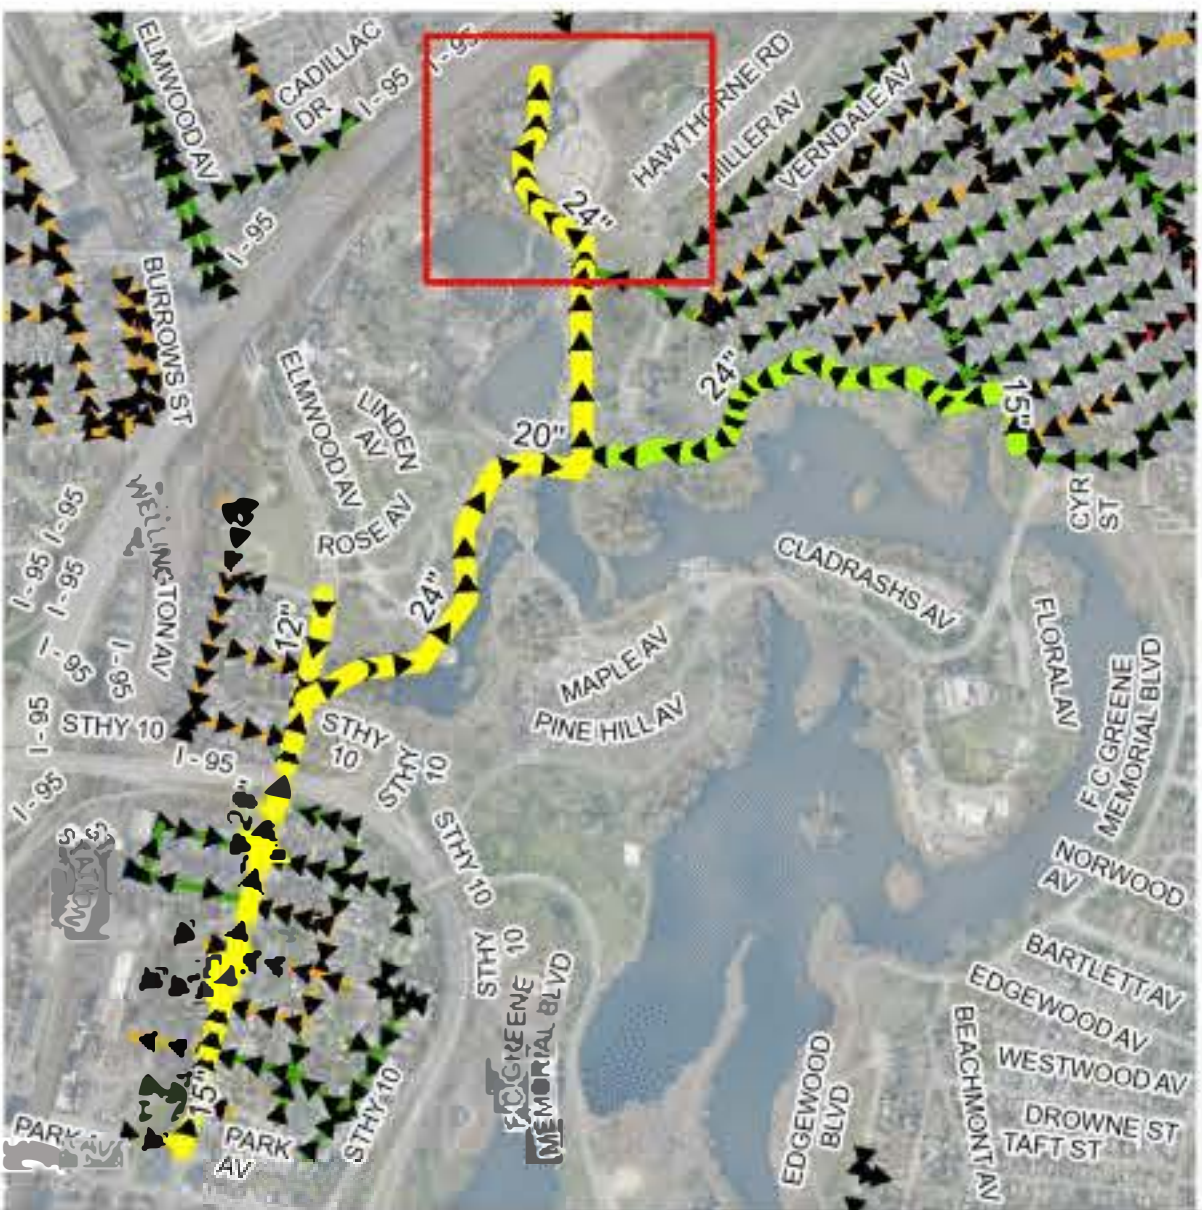 ELMWOOD AV
CADILLAC
DR
I - 95
I - 95
I - 95
HAWTHORNE RD
MILLER AV
VERNDALE AV
24"
BURROWS ST
ELMWOOD AV
LINDEN
AV
ROSE AV
20"
24"
15"
CYR
ST
WELLINGTON AV
I - 95
I - 95
I - 95
I - 95
I - 95
I - 95
I - 95
I - 95
STHY 10
I - 95
12"
24"
CLADRASHS AV
FLORAL AV
MAPLE AV
PINE HILL AV
STHY
10
STHY
10
STHY 10
STHY
10
F C GREENE
MEMORIAL BLVD
F C GREENE
MEMORIAL BLVD
NORWOOD
AV
BARTLETT AV
EDGEWOOD AV
WESTWOOD AV
DROWNE ST
TAFT ST
BEACHMONT AV
EDGEWOOD
BLVD
STHY 10
15"
PARK
AV
PARK AV